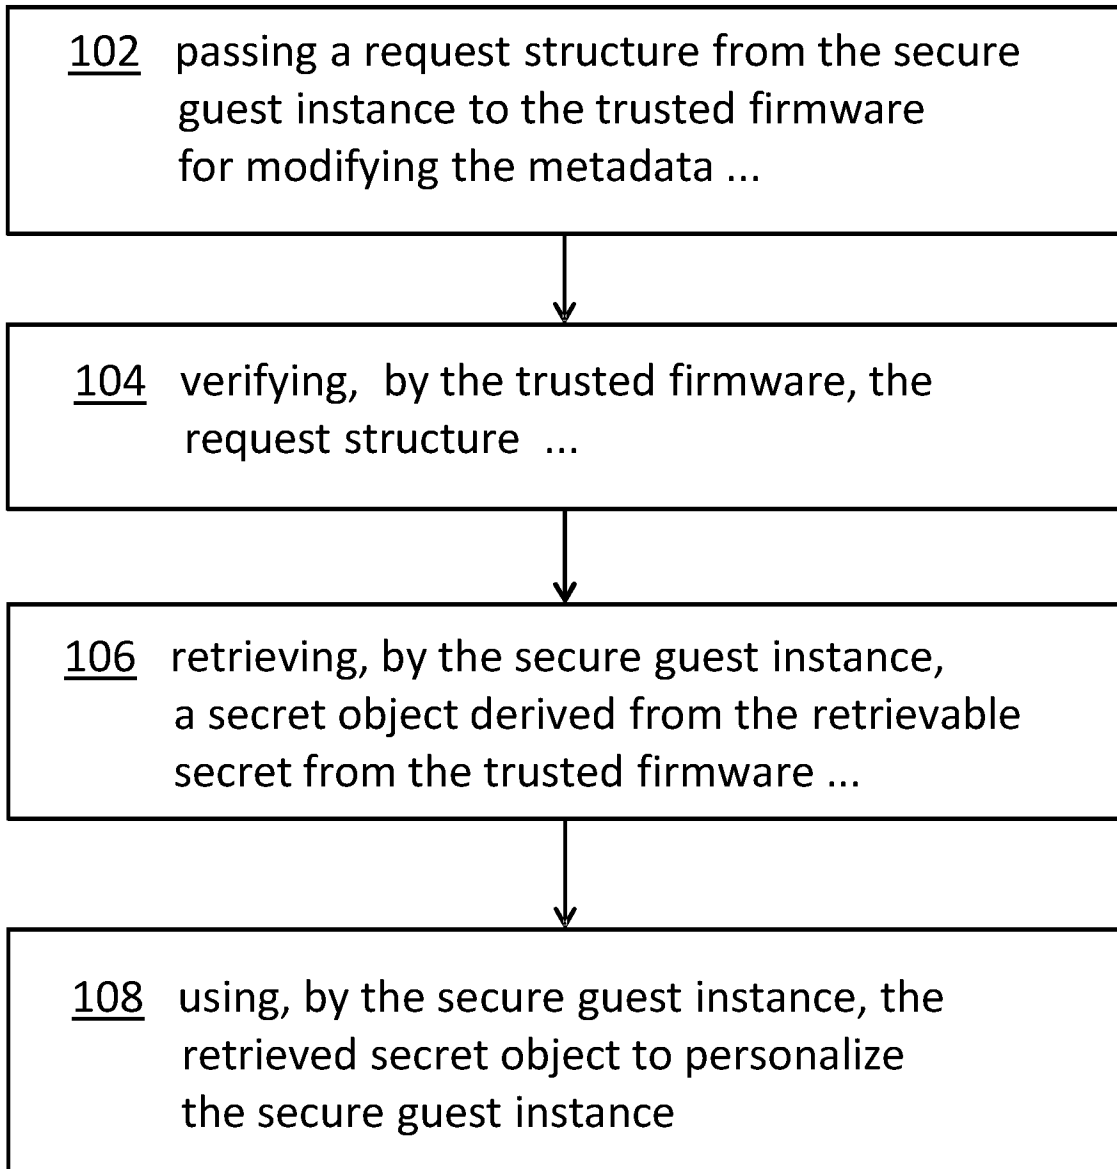 102 passing a request structure from the secure
guest instance to the trusted firmware
for modifying the metadata ...
104 verifying, by the trusted firmware, the
request structure ...
106 retrieving, by the secure guest instance,
a secret object derived from the retrievable
secret from the trusted firmware ...
108 using, by the secure guest instance, the
retrieved secret object to personalize
the secure guest instance